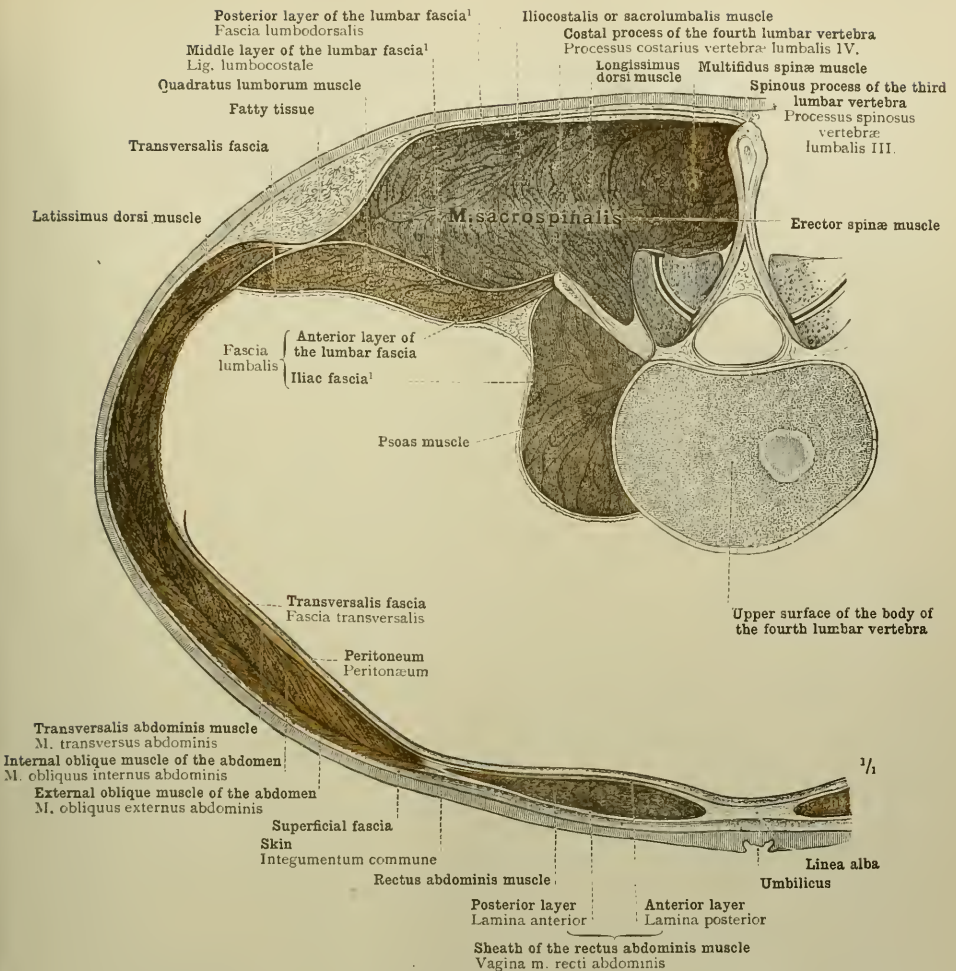 Posterior layer of the lumbar fascia¹
Fascia lumbodorsalis
Middle layer of the lumbar fascia¹
Lig. lumbocostale
Quadratus lumborum muscle
Fatty tissue
Transversalis fascia
Latissimus dorsi muscle
Iliocostalis or sacrolumbalis muscle
Costal process of the fourth lumbar vertebra
Processus costarius vertebræ lumbalis IV.
Longissimus
dorsi muscle
Multifidus spinæ muscle
Spinous process of the third
lumbar vertebra
Processus spinosus
vertebræ
lumbalis III.
M. sacrospinalis
Erector spinæ muscle
Fascia
lumbalis
Anterior layer of
the lumbar fascia
Iliac fascia¹
Psoas muscle
Upper surface of the body of
the fourth lumbar vertebra
Transversalis fascia
Fascia transversalis
Peritoneum
Peritonæum
Transversalis abdominis muscle
M. transversus abdominis
Internal oblique muscle of the abdomen
M. obliquus internus abdominis
External oblique muscle of the abdomen
M. obliquus externus abdominis
Superficial fascia
Skin
Integumentum commune
Rectus abdominis muscle
¹/₁
Linea alba
Umbilicus
Posterior layer
Lamina anterior
Anterior layer
Lamina posterior
Sheath of the rectus abdominis muscle
Vagina m. recti abdominis